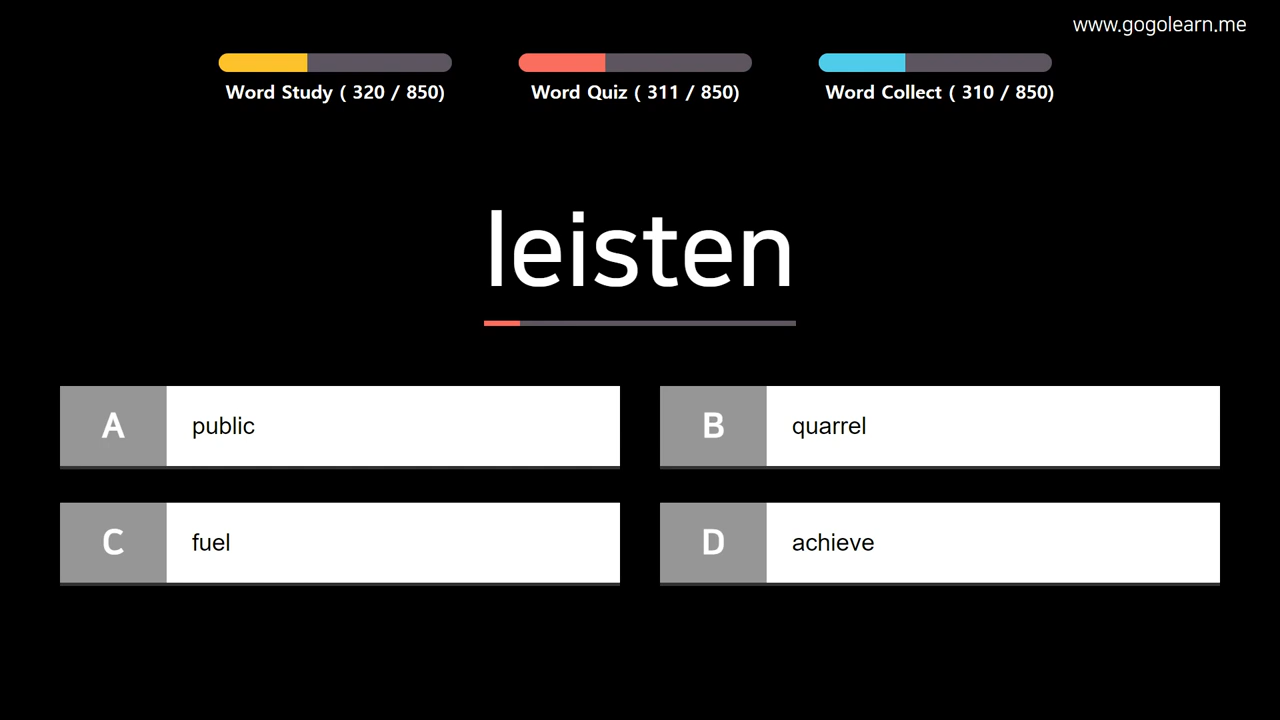 www.gogolearn.me
Word Study ( 320 / 850)
Word Quiz ( 311 / 850)
Word Collect ( 310 / 850)
leisten
A public
B quarrel
C fuel
D achieve